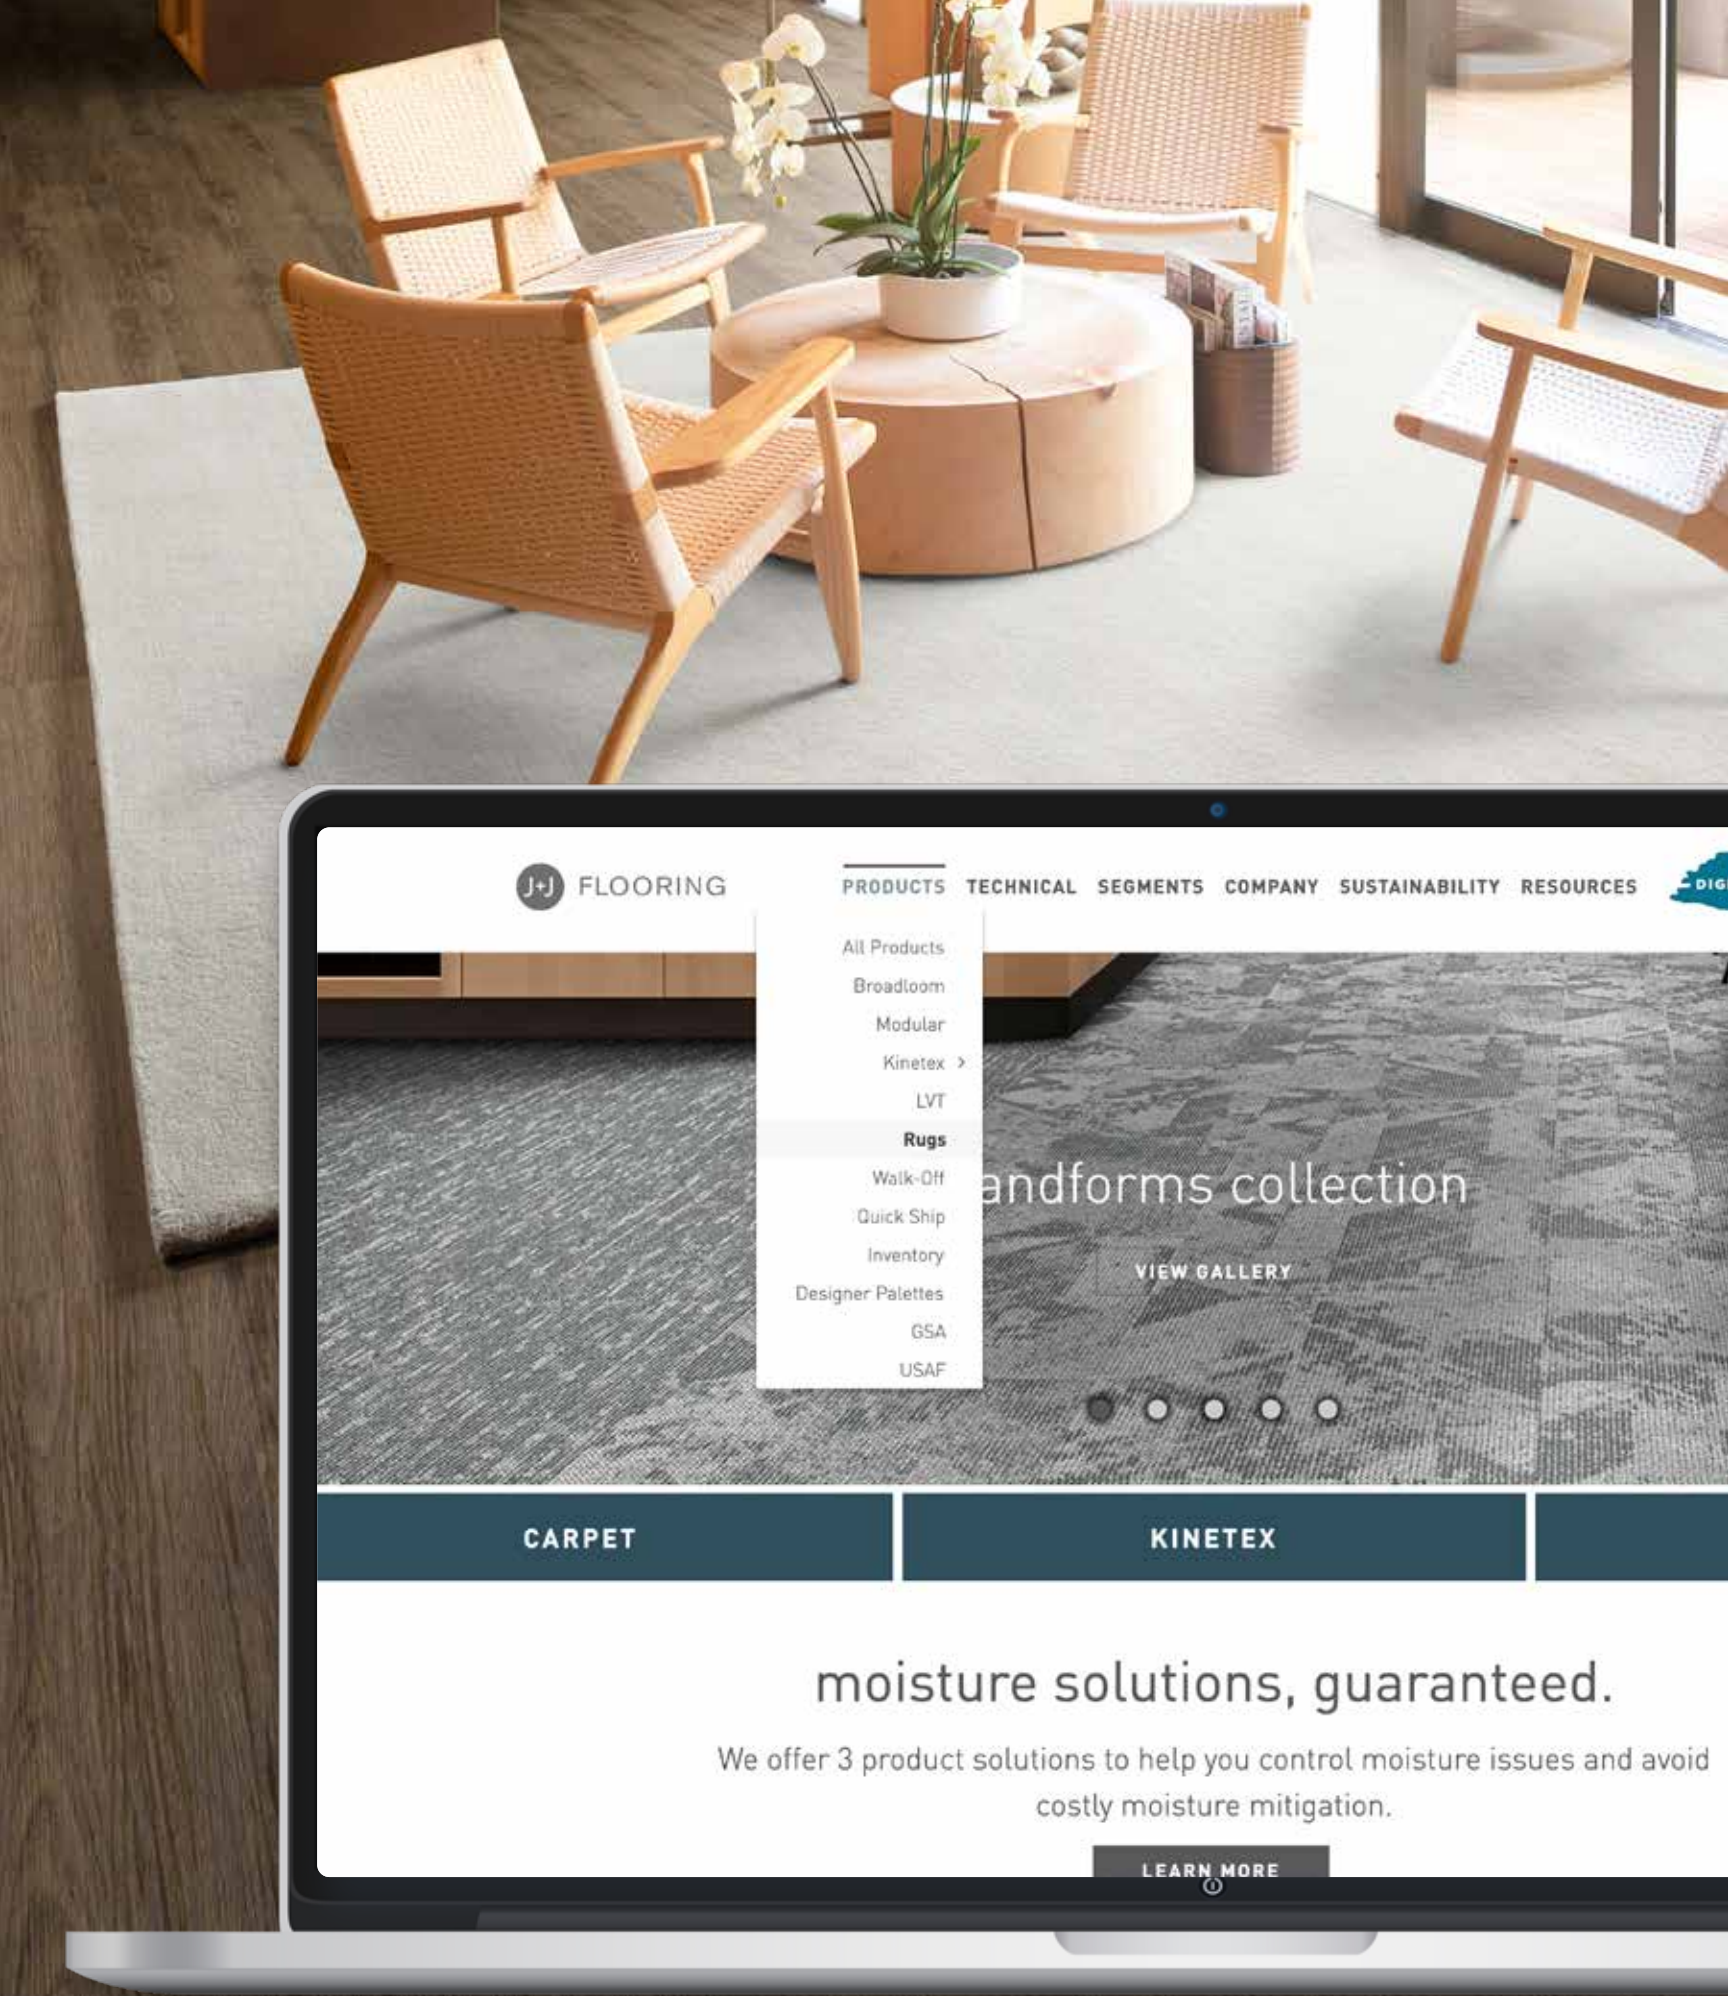 J+J FLOORING
PRODUCTS TECHNICAL SEGMENTS COMPANY SUSTAINABILITY RESOURCES
All Products
Broadloom
Modular
Kinetex >
LVT
Rugs
Walk-Off
Quick Ship
Inventory
Designer Palettes
GSA
USAF
andforms collection
VIEW GALLERY
CARPET
KINETEX
moisture solutions, guaranteed.
We offer 3 product solutions to help you control moisture issues and avoid
costly moisture mitigation.
LEARN MORE